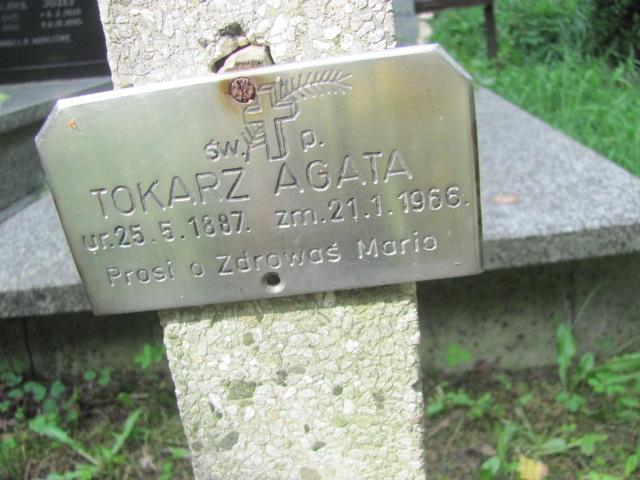 św. p.
TOKARZ AGATA
ur.25.5.1887. zm.21.1.1966.
Prosi o Zdrowaś Mario